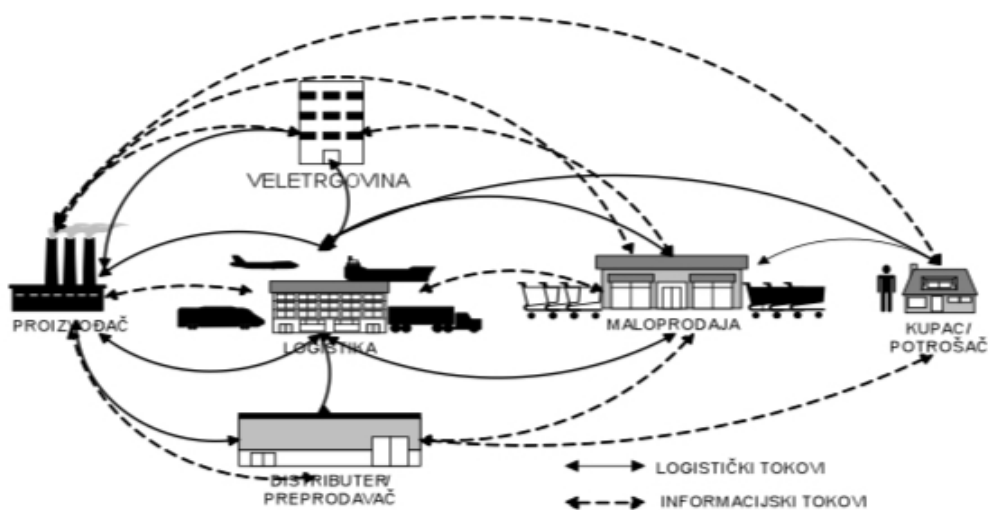 VELETRGOVINA
PROIZVOĐAČ
LOGISTIKA
MALOPRODAJA
KUPAC/
POTROŠAČ
DISTRIBUTER/
PREPRODAVAČ
LOGISTIČKI TOKOVI
INFORMACIJSKI TOKOVI